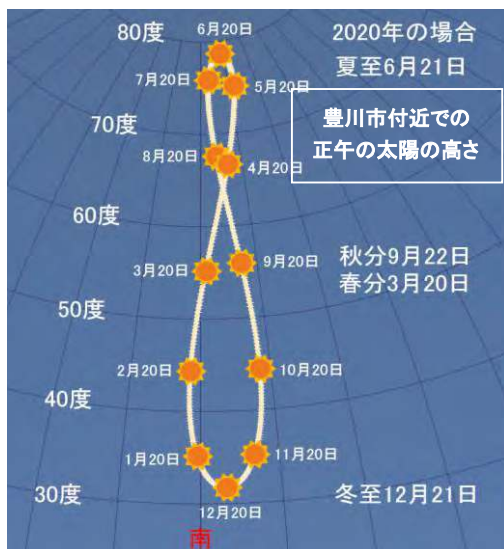 80度
6月20日
2020年の場合
夏至6月21日
7月20日
5月20日
豊川市付近での
正午の太陽の高さ
70度
8月20日
4月20日
60度
3月20日
9月20日
秋分9月22日
春分3月20日
50度
2月20日
10月20日
40度
1月20日
11月20日
30度
12月20日
冬至12月21日
南